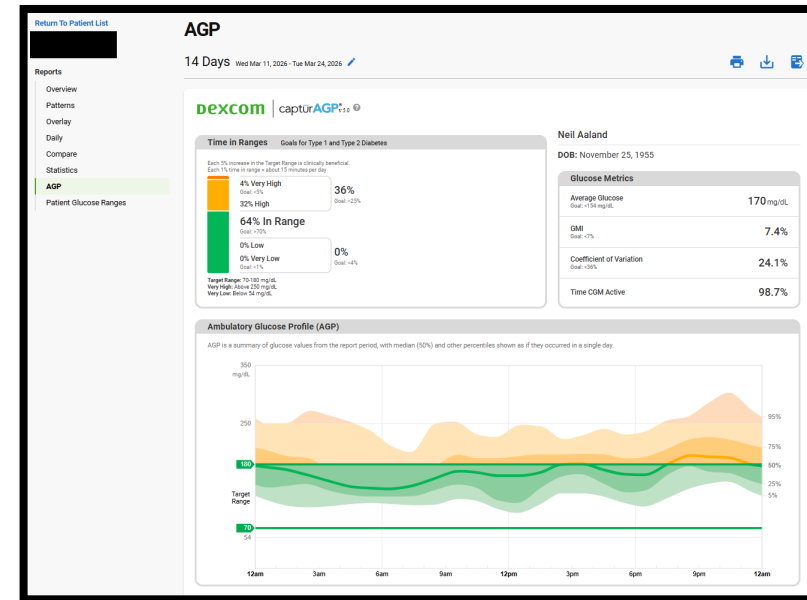 Return To Patient List
Reports
Overview
Patterns
Overlay
Daily
Compare
Statistics
AGP
Patient Glucose Ranges
AGP
14 Days Wed Mar 11, 2026 - Tue Mar 24, 2026
Dexcom captürAGP® v5.0
Time in Ranges Goals for Type 1 and Type 2 Diabetes
Each 5% increase in the Target Range is clinically beneficial.
Each 1% time in range = about 15 minutes per day
4% Very High
Goal: <5%
32% High
36%
Goal: <25%
64% In Range
Goal: >70%
0% Low
0% Very Low
Goal: <1%
0%
Goal: <4%
Target Range: 70-180 mg/dL
Very High: Above 250 mg/dL
Very Low: Below 54 mg/dL
Neil Aaland
DOB: November 25, 1955
Glucose Metrics
Average Glucose 170 mg/dL
Goal: <154 mg/dL
GMI 7.4%
Goal: <7%
Coefficient of Variation 24.1%
Goal: <36%
Time CGM Active 98.7%
Ambulatory Glucose Profile (AGP)
AGP is a summary of glucose values from the report period, with median (50%) and other percentiles shown as if they occurred in a single day.
350
mg/dL
250
180
Target
Range
70
54
95%
75%
50%
25%
5%
12am 3am 6am 9am 12pm 3pm 6pm 9pm 12am